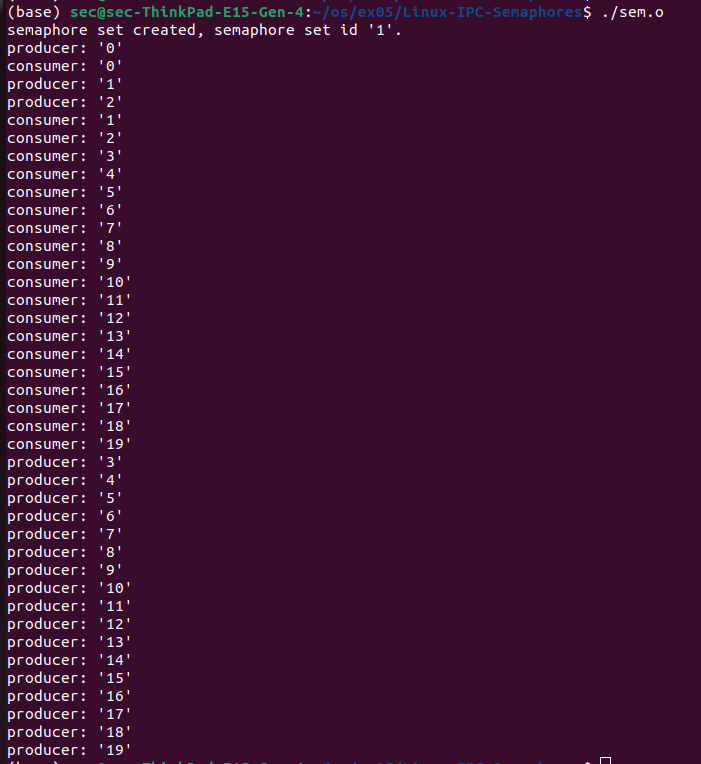 (base) sec@sec-ThinkPad-E15-Gen-4:~/os/ex05/Linux-IPC-Semaphores$ ./sem.o
semaphore set created, semaphore set id '1'.
producer: '0'
consumer: '0'
producer: '1'
producer: '2'
consumer: '1'
consumer: '2'
consumer: '3'
consumer: '4'
consumer: '5'
consumer: '6'
consumer: '7'
consumer: '8'
consumer: '9'
consumer: '10'
consumer: '11'
consumer: '12'
consumer: '13'
consumer: '14'
consumer: '15'
consumer: '16'
consumer: '17'
consumer: '18'
consumer: '19'
producer: '3'
producer: '4'
producer: '5'
producer: '6'
producer: '7'
producer: '8'
producer: '9'
producer: '10'
producer: '11'
producer: '12'
producer: '13'
producer: '14'
producer: '15'
producer: '16'
producer: '17'
producer: '18'
producer: '19'